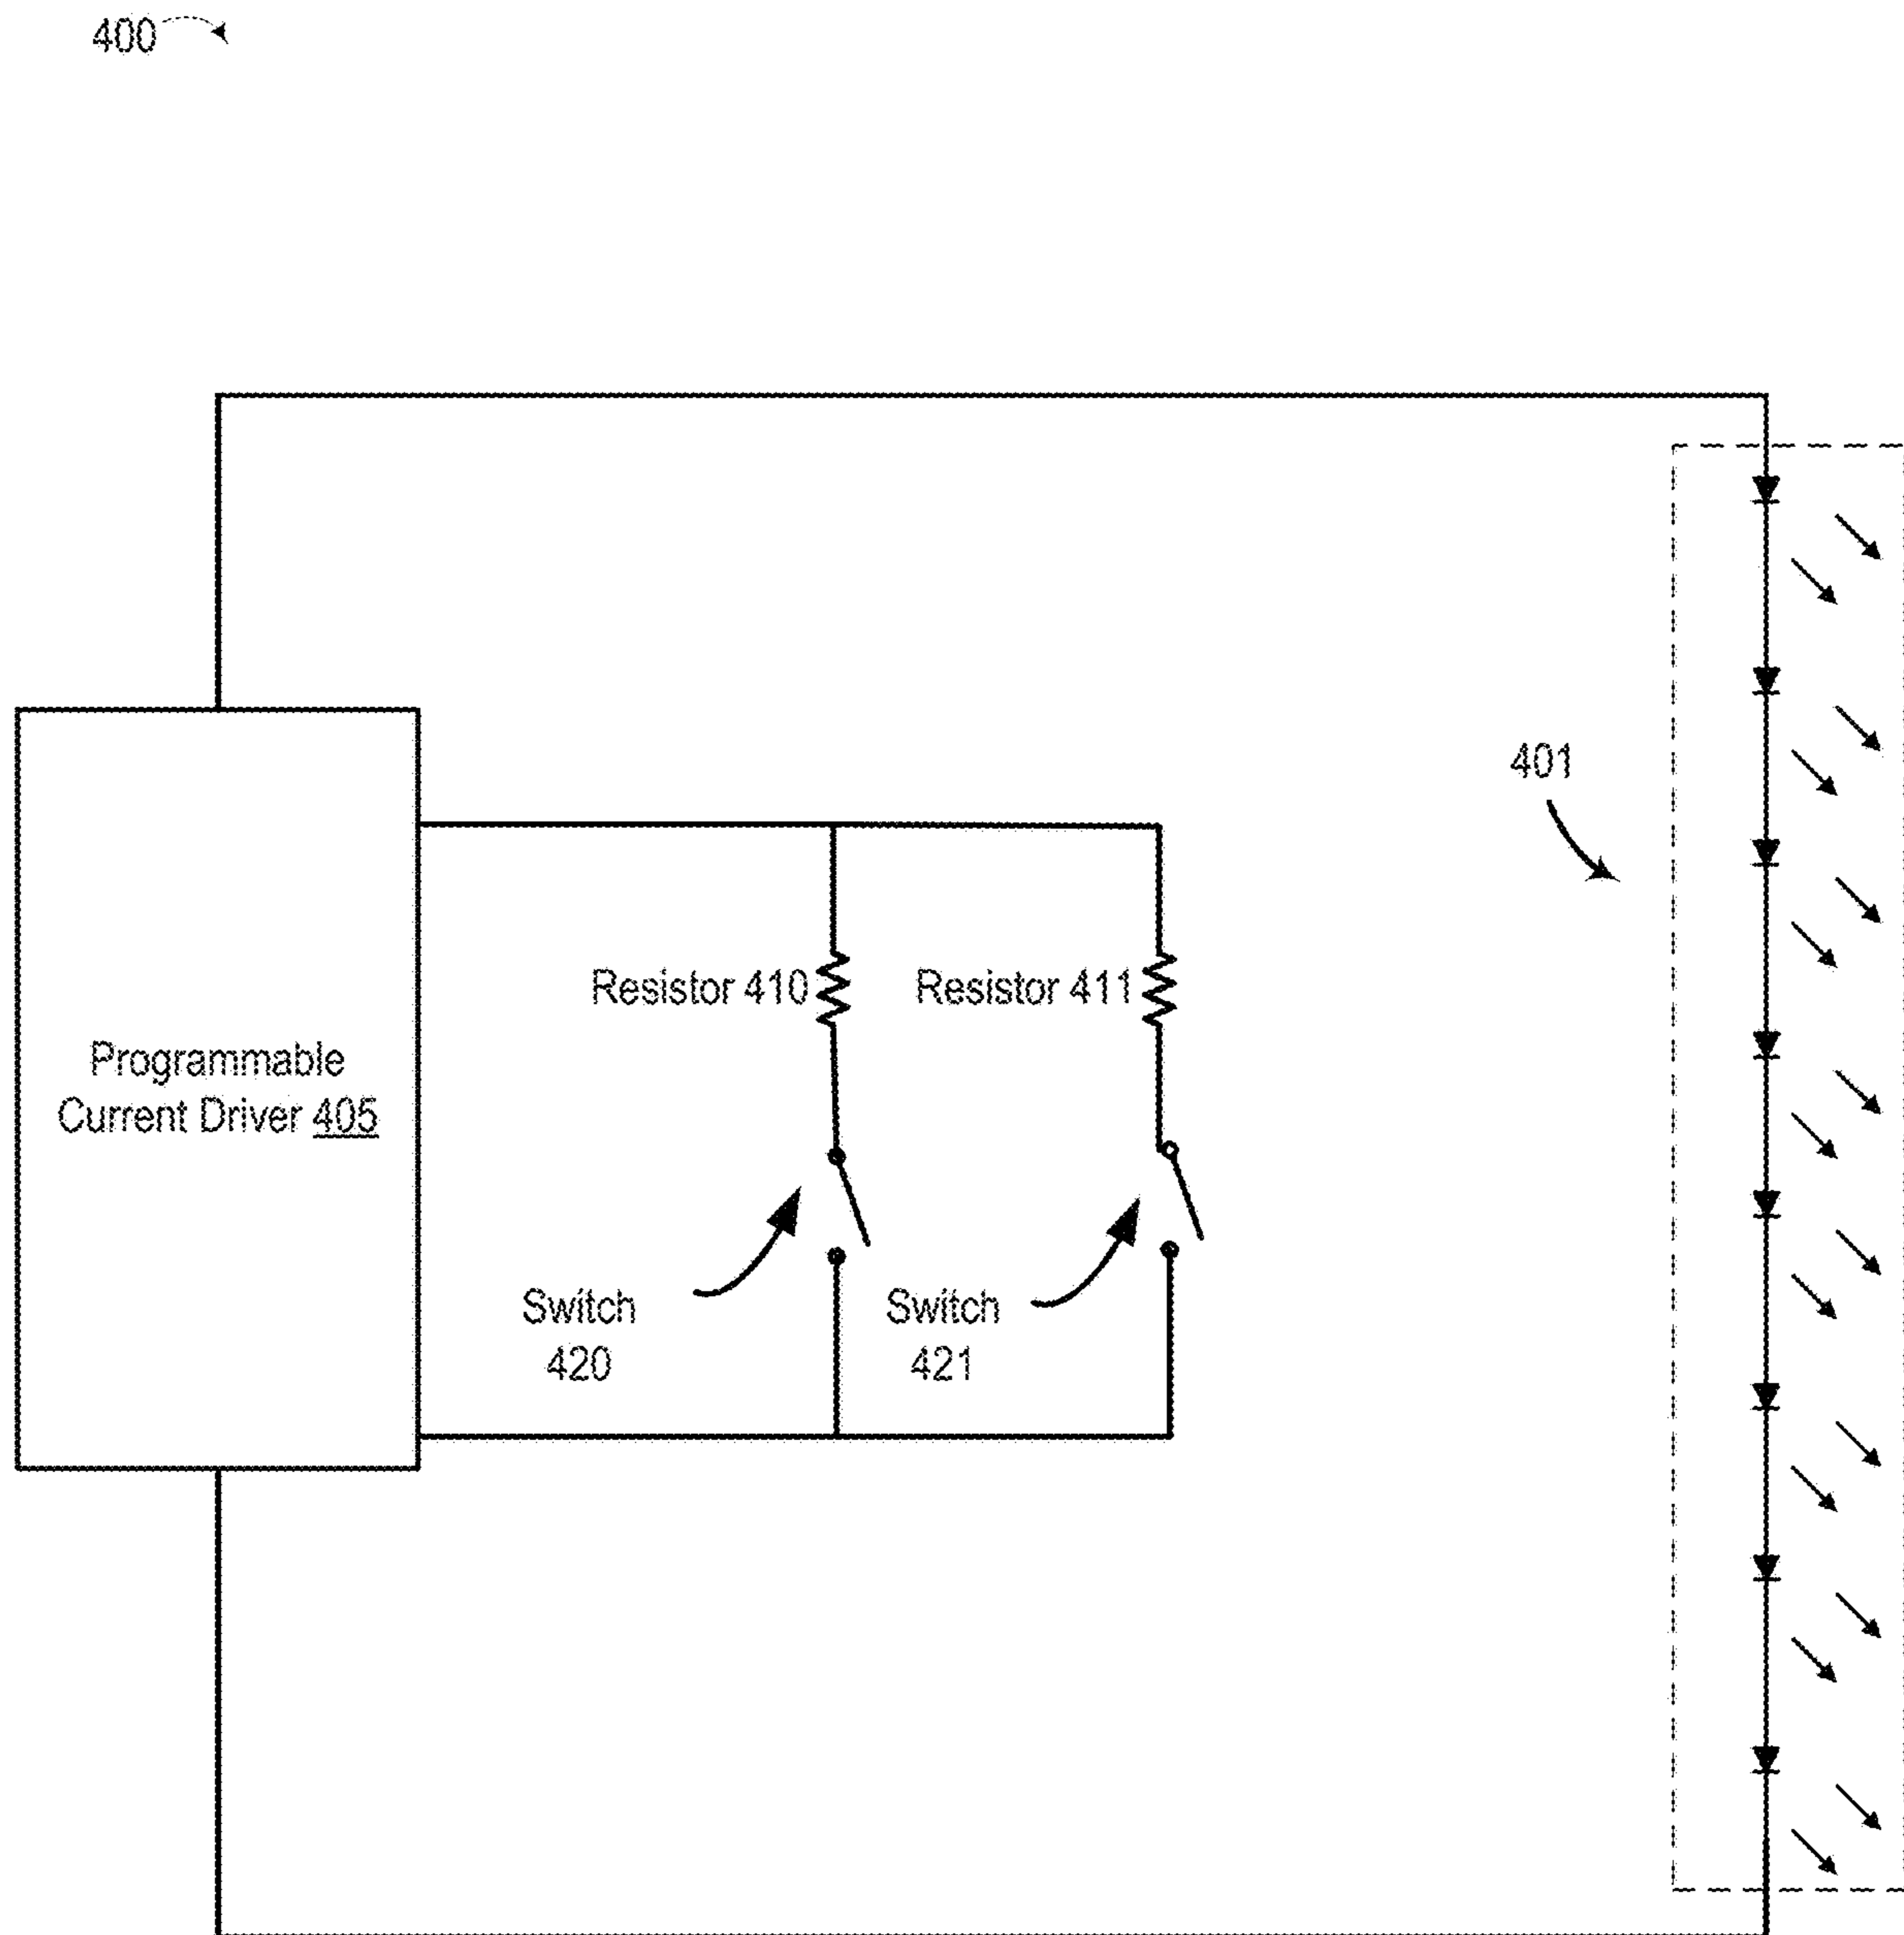 400
401
Resistor 410
Resistor 411
Programmable
Current Driver 405
Switch
420
Switch
421